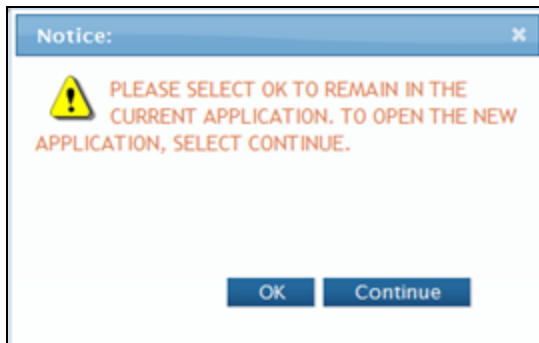 Notice:
PLEASE SELECT OK TO REMAIN IN THE
CURRENT APPLICATION. TO OPEN THE NEW
APPLICATION, SELECT CONTINUE.
OK Continue